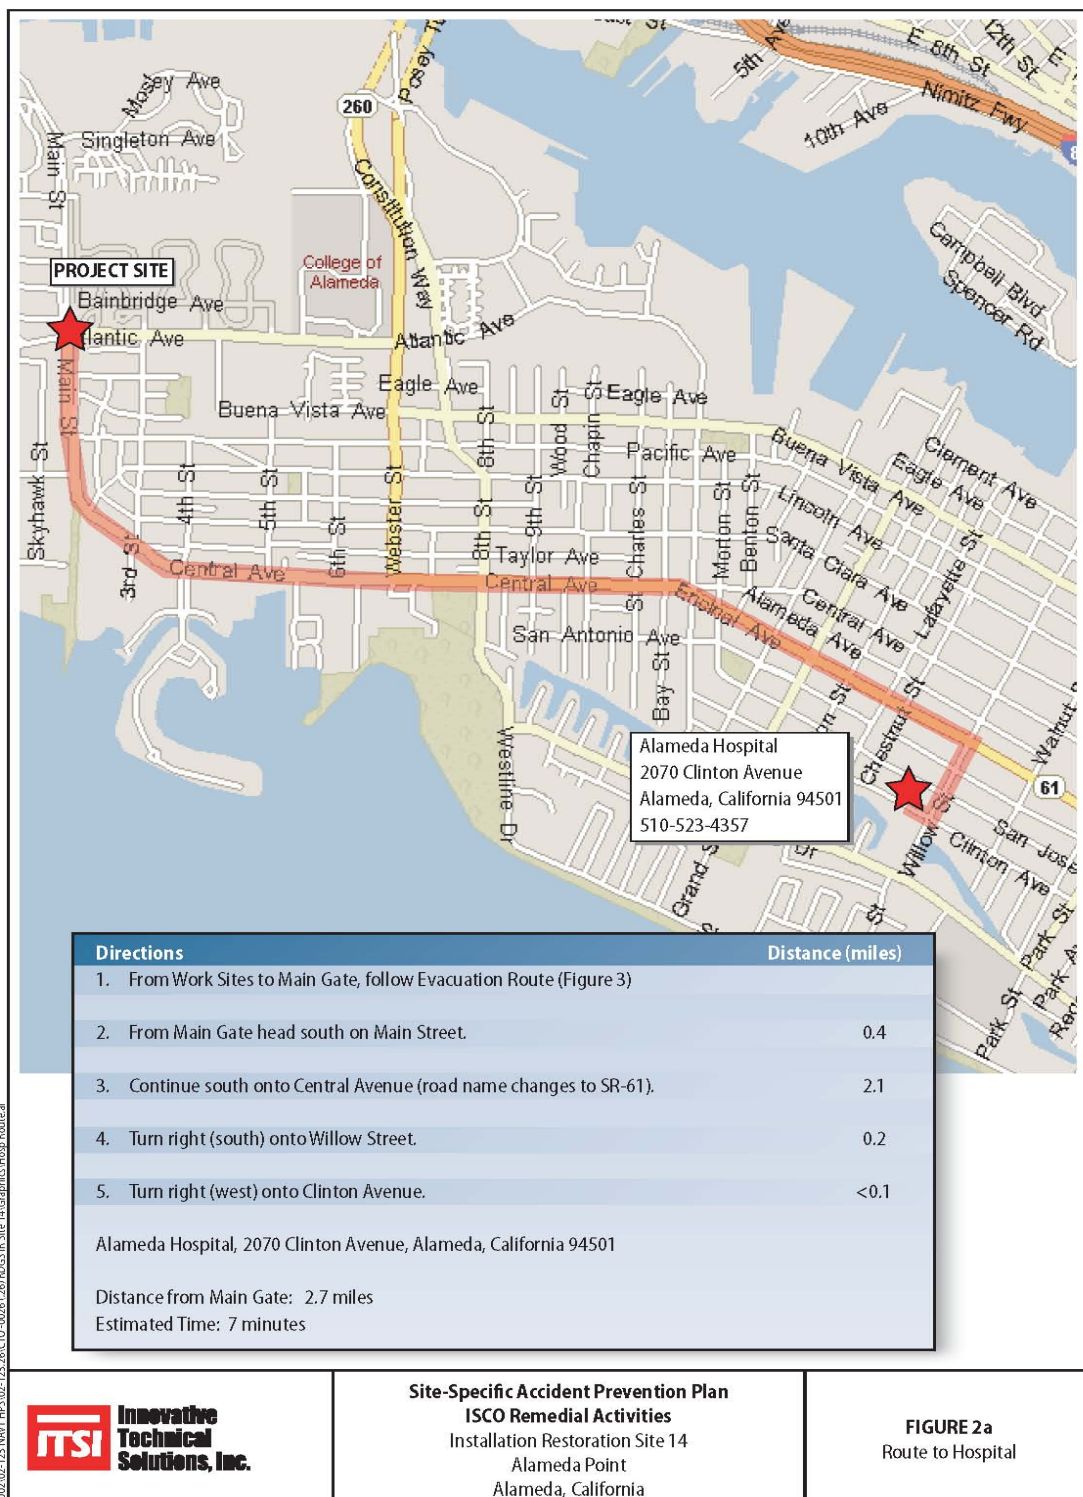 Mosey Ave
Singleton Ave
Main St
260
Posey
Constitution Way
College of
Alameda
5th Ave
10th Ave
E 8th St
12th St
Nimitz Fwy
Campbell Blvd
Spencer Rd
PROJECT SITE
Bainbridge Ave
tlantic Ave
Atlantic Ave
Main St
Eagle Ave
Eagle Ave
Buena Vista Ave
8th St
Wood St
Chapin St
Pacific Ave
Buena Vista Ave
Clement Ave
Eagle Ave
Lincoln Ave
Santa Clara Ave
Skyhawk St
4th St
5th St
6th St
Webster St
8th St
9th St
Charles St
Morton St
Benton St
Lafayette St
3rd St
Taylor Ave
Central Ave
Central Ave
Central Ave
Encinal Ave
Alameda Ave
St
San Antonio Ave
Bay St
Chestnut St
Walnut
Westline Dr
Alameda Hospital
2070 Clinton Avenue
Alameda, California 94501
510-523-4357
61
San Jose
Willow St
Clinton Ave
Dr
Grand
St
Park St
Park St
Park A
Directions Distance (miles)
1. From Work Sites to Main Gate, follow Evacuation Route (Figure 3)
2. From Main Gate head south on Main Street. 0.4
3. Continue south onto Central Avenue (road name changes to SR-61). 2.1
4. Turn right (south) onto Willow Street. 0.2
5. Turn right (west) onto Clinton Avenue. <0.1
Alameda Hospital, 2070 Clinton Avenue, Alameda, California 94501
Distance from Main Gate: 2.7 miles
Estimated Time: 7 minutes
ITSI
Innovative
Technical
Solutions, Inc.
Site-Specific Accident Prevention Plan
ISCO Remedial Activities
Installation Restoration Site 14
Alameda Point
Alameda, California
FIGURE 2a
Route to Hospital